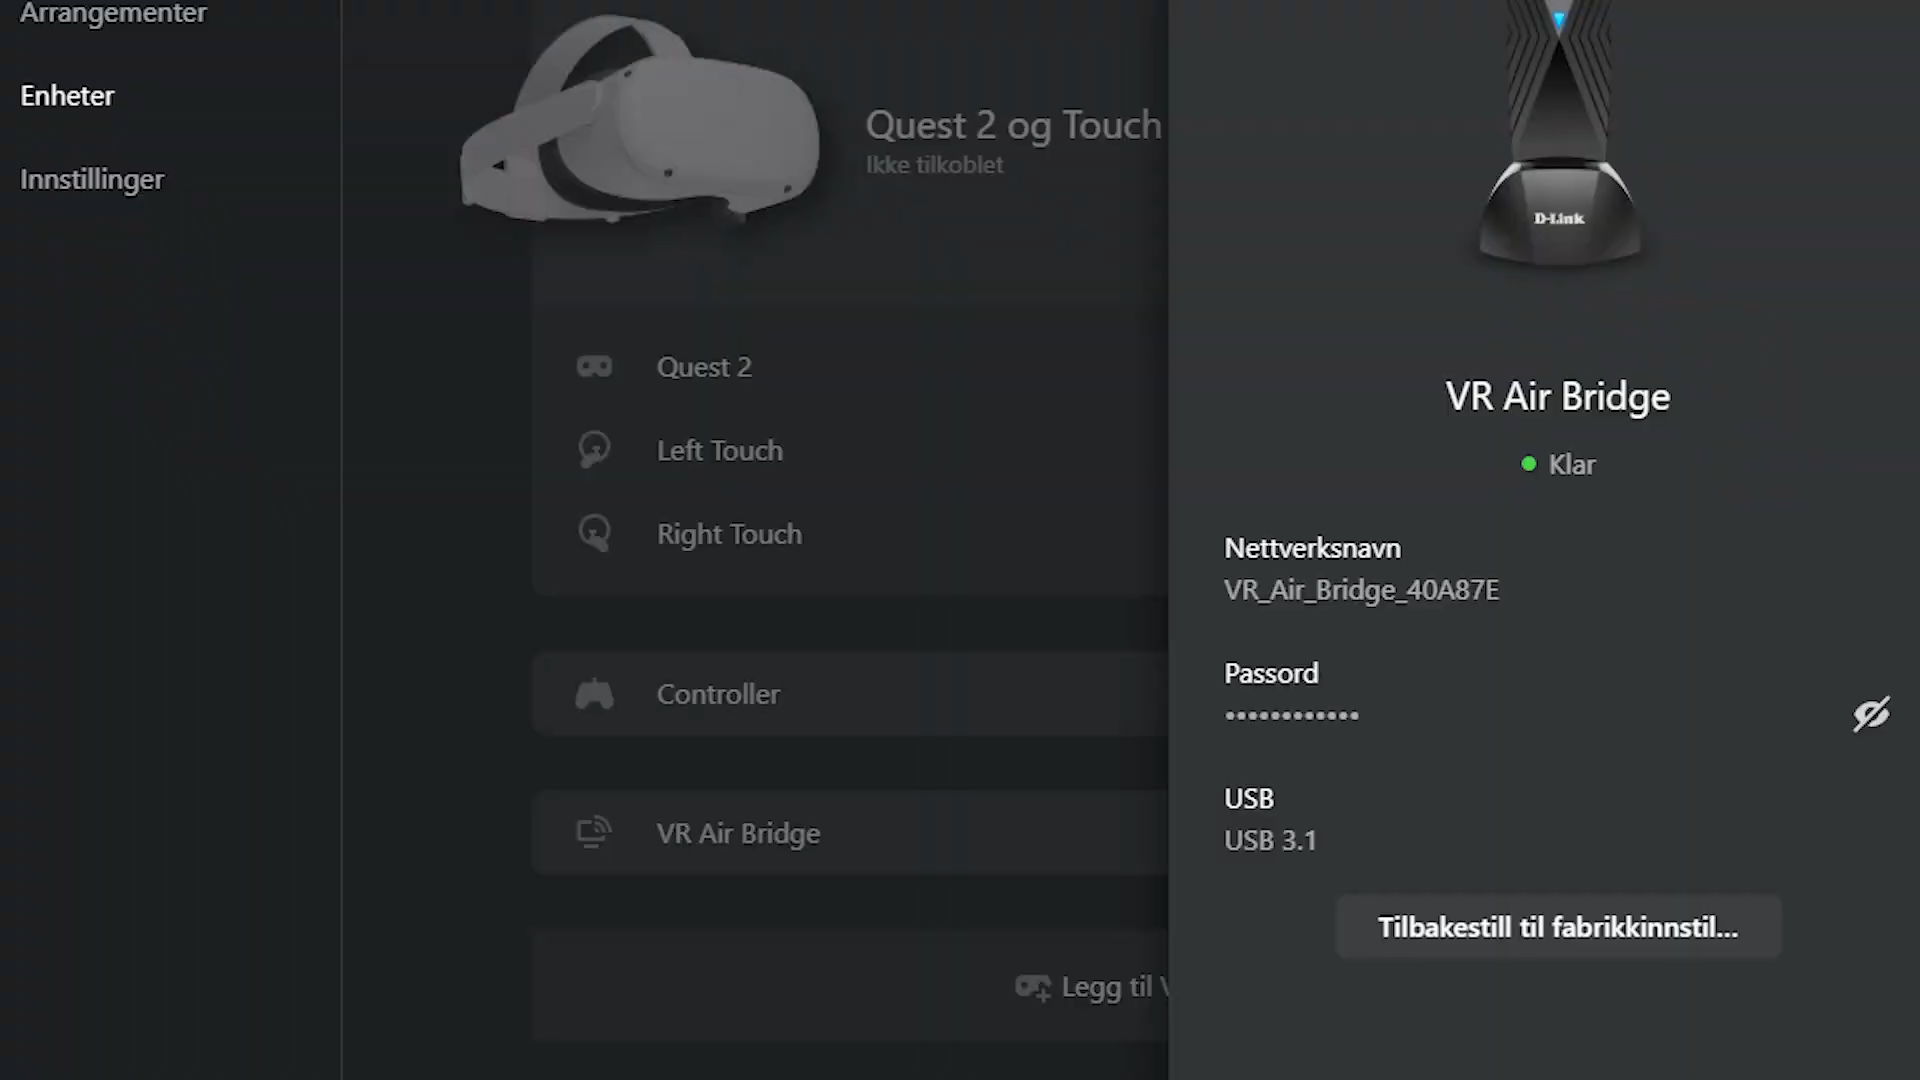 Arrangementer
Enheter
Innstillinger
Quest 2 og Touch
Ikke tilkoblet
Quest 2
Left Touch
Right Touch
Controller
VR Air Bridge
Legg til
D-Link
VR Air Bridge
Klar
Nettverksnavn
VR_Air_Bridge_40A87E
Passord
••••••••••••
USB
USB 3.1
Tilbakestill til fabrikkinnstil...